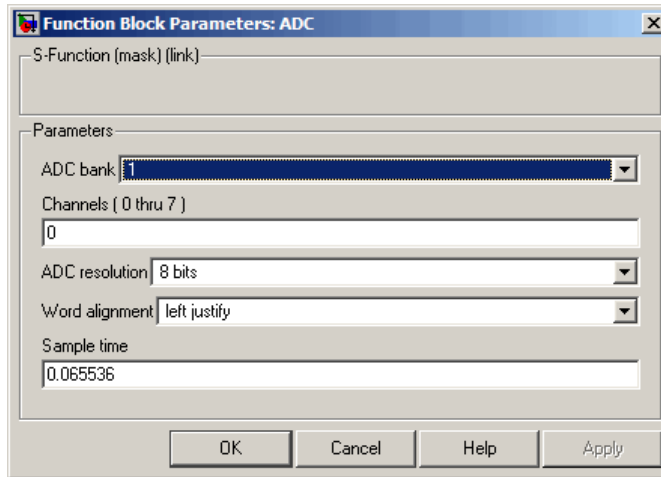 Function Block Parameters: ADC
S-Function (mask) (link)
Parameters
ADC bank 1
Channels ( 0 thru 7 )
0
ADC resolution 8 bits
Word alignment left justify
Sample time
0.065536
OK Cancel Help Apply